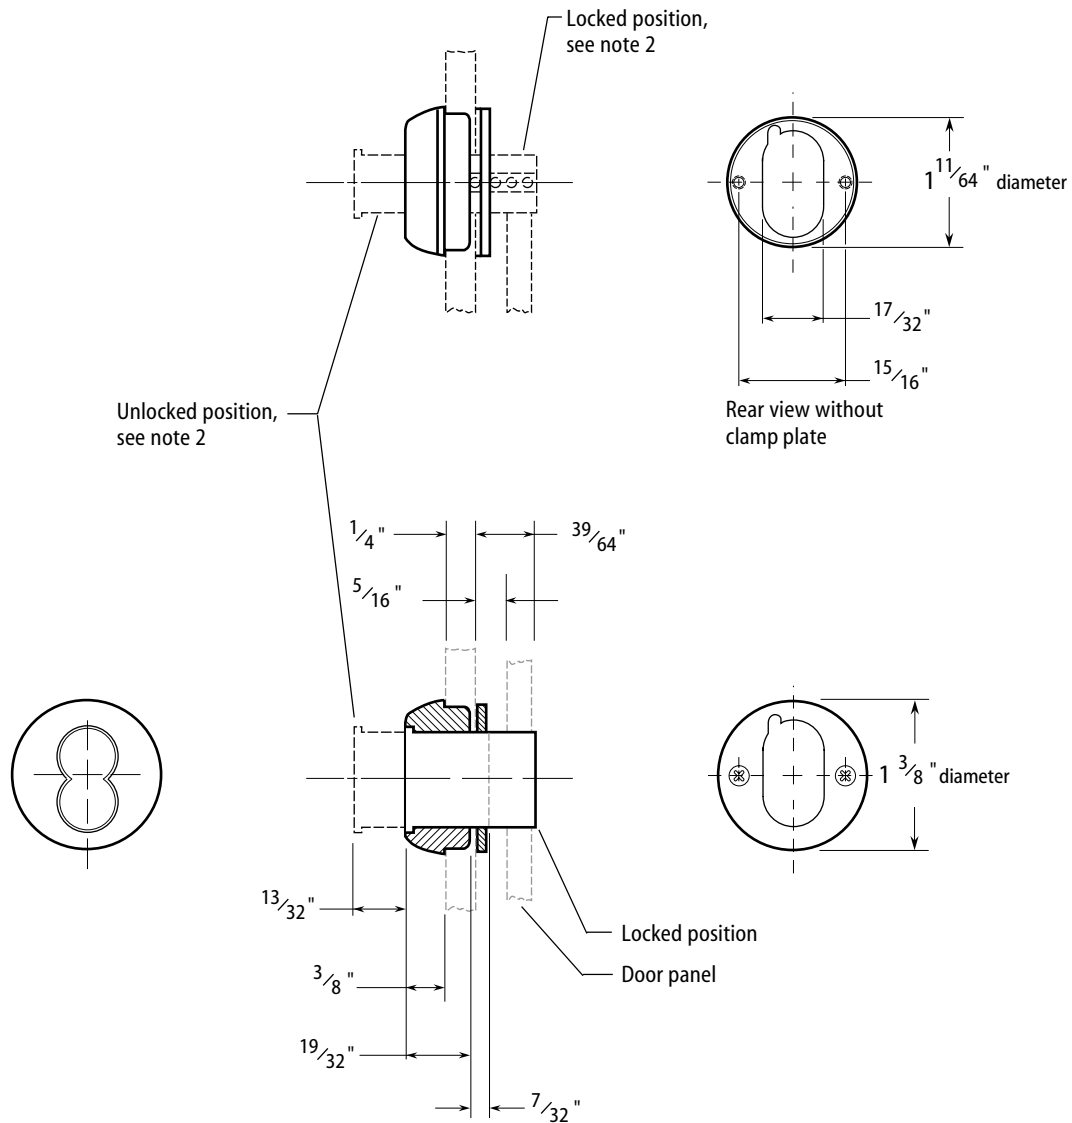 Locked position,
see note 2
1 11/64 " diameter
17/32"
15/16"
Rear view without
clamp plate
Unlocked position,
see note 2
1/4"
39/64"
5/16"
1 3/8 " diameter
13/32"
Locked position
Door panel
3/8"
19/32"
7/32"